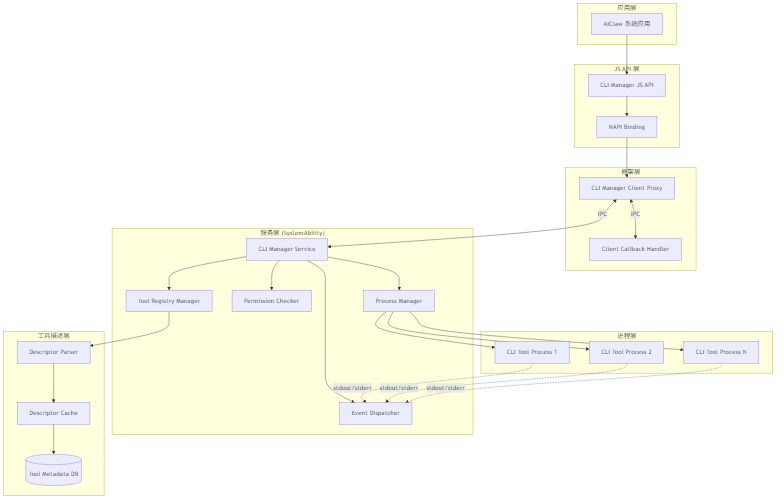 应用层
AIClaw 系统应用
JS API 层
CLI Manager JS API
NAPI Binding
框架层
CLI Manager Client Proxy
IPC
IPC
Client Callback Handler
服务层 (SystemAbility)
CLI Manager Service
Tool Registry Manager
Permission Checker
Process Manager
工具描述层
Descriptor Parser
进程层
CLI Tool Process 1
CLI Tool Process 2
CLI Tool Process N
stdout/stderr
stdout/stderr
stdout/stderr
Descriptor Cache
Event Dispatcher
Tool Metadata DB